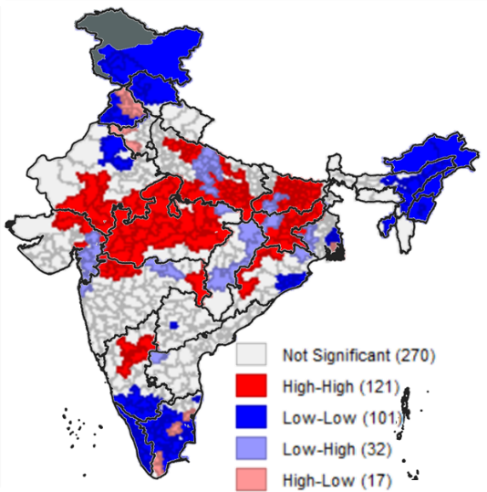 Not Significant (270)
High-High (121)
Low-Low (101)
Low-High (32)
High-Low (17)